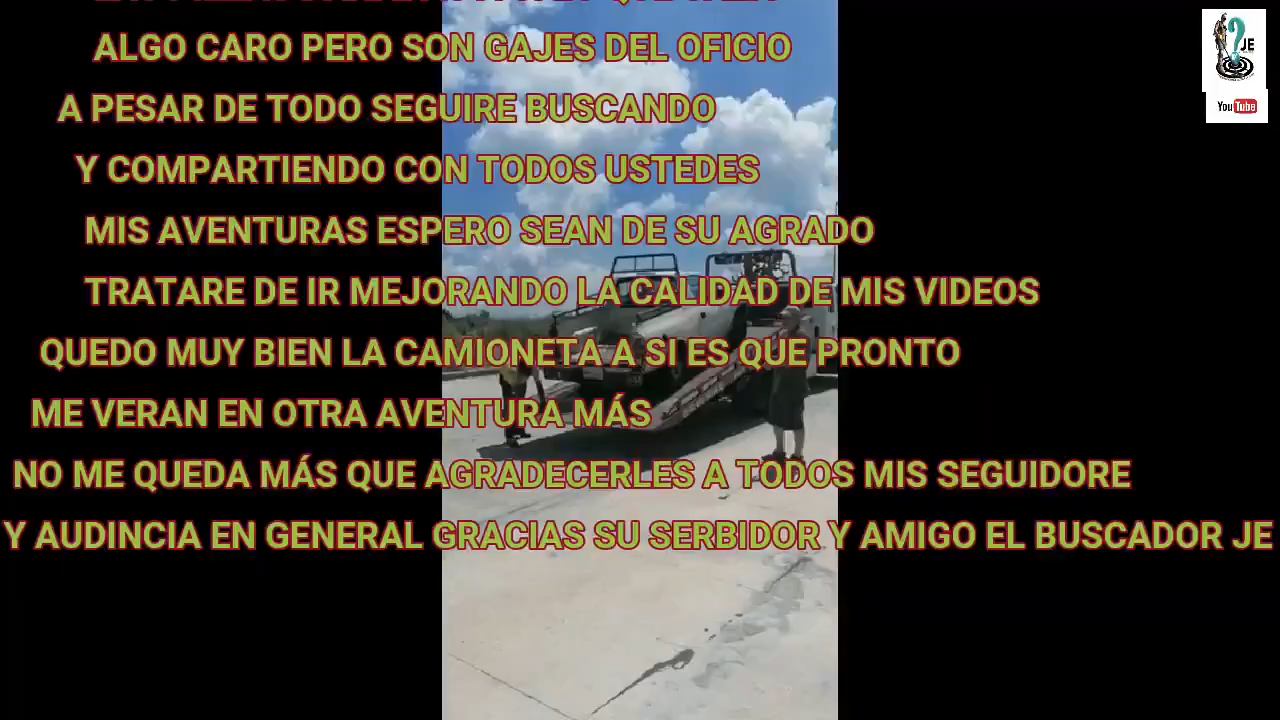 ALGO CARO PERO SON GAJES DEL OFICIO
A PESAR DE TODO SEGUIRE BUSCANDO
Y COMPARTIENDO CON TODOS USTEDES
MIS AVENTURAS ESPERO SEAN DE SU AGRADO
TRATARE DE IR MEJORANDO LA CALIDAD DE MIS VIDEOS
QUEDO MUY BIEN LA CAMIONETA A SI ES QUE PRONTO
ME VERAN EN OTRA AVENTURA MÁS
NO ME QUEDA MÁS QUE AGRADECERLES A TODOS MIS SEGUIDORE
Y AUDINCIA EN GENERAL GRACIAS SU SERBIDOR Y AMIGO EL BUSCADOR JE
?JE
YouTube